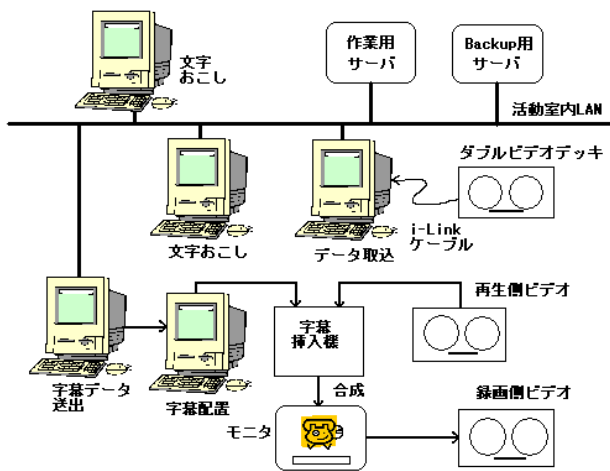 文字
おこし
作業用
サーバ
Backup用
サーバ
活動室内LAN
文字おこし
データ取込
i-Link
ケーブル
ダブルビデオデッキ
字幕データ
送出
字幕配置
字幕
挿入機
再生側ビデオ
合成
モニタ
録画側ビデオ